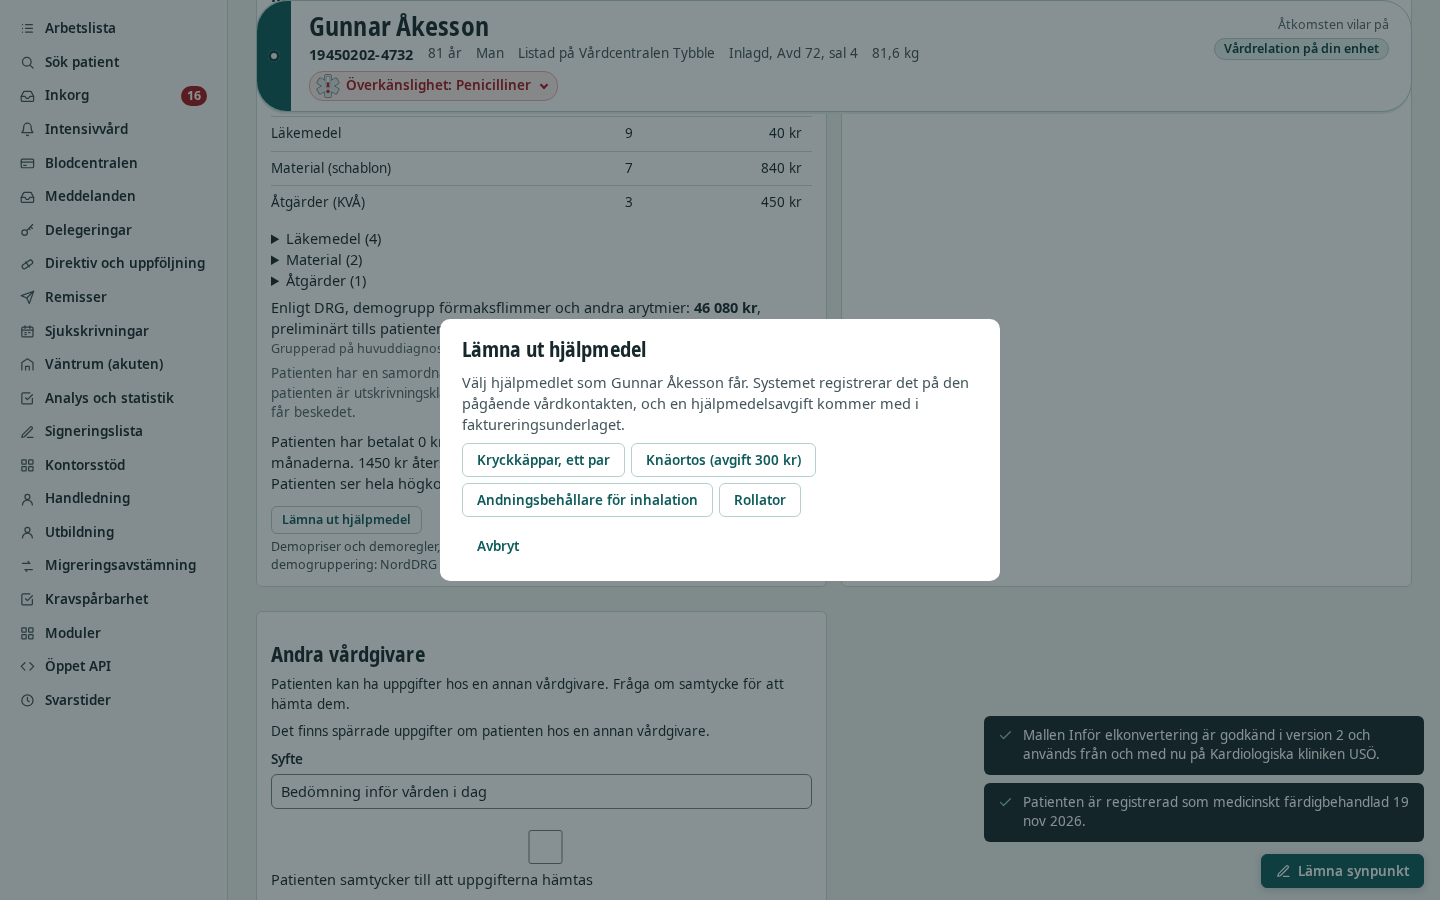 Arbetslista
Sök patient
Inkorg
16
Intensivvård
Blodcentralen
Meddelanden
Delegeringar
Direktiv och uppföljning
Remisser
Sjukskrivningar
Väntrum (akuten)
Analys och statistik
Signeringslista
Kontorsstöd
Handledning
Utbildning
Migreringsavstämning
Kravspårbarhet
Moduler
Öppet API
Svarstider
Gunnar Åkesson
19450202-4732 81 år Man Listad på Vårdcentralen Tybble Inlagd, Avd 72, sal 4 81,6 kg
Överkänslighet: Penicilliner
Åtkomsten vilar på
Vårdrelation på din enhet
Läkemedel 9 40 kr
Material (schablon) 7 840 kr
Åtgärder (KVÅ) 3 450 kr
Läkemedel (4)
Material (2)
Åtgärder (1)
Enligt DRG, demogrupp förmaksflimmer och andra arytmier: 46 080 kr,
preliminärt tills patienten
Grupperad på huvuddiagnos
Patienten har en samordn
patienten är utskrivningskl
får beskedet.
Patienten har betalat 0 kr
månaderna. 1450 kr åter
Patienten ser hela högko
Lämna ut hjälpmedel
Demopriser och demoregler,
demogruppering: NordDRG
Lämna ut hjälpmedel
Välj hjälpmedlet som Gunnar Åkesson får. Systemet registrerar det på den
pågående vårdkontakten, och en hjälpmedelsavgift kommer med i
faktureringsunderlaget.
Kryckkäppar, ett par
Knäortos (avgift 300 kr)
Andningsbehållare för inhalation
Rollator
Avbryt
Andra vårdgivare
Patienten kan ha uppgifter hos en annan vårdgivare. Fråga om samtycke för att
hämta dem.
Det finns spärrade uppgifter om patienten hos en annan vårdgivare.
Syfte
Bedömning inför vården i dag
Patienten samtycker till att uppgifterna hämtas
Mallen Inför elkonvertering är godkänd i version 2 och
används från och med nu på Kardiologiska kliniken USÖ.
Patienten är registrerad som medicinskt färdigbehandlad 19
nov 2026.
Lämna synpunkt